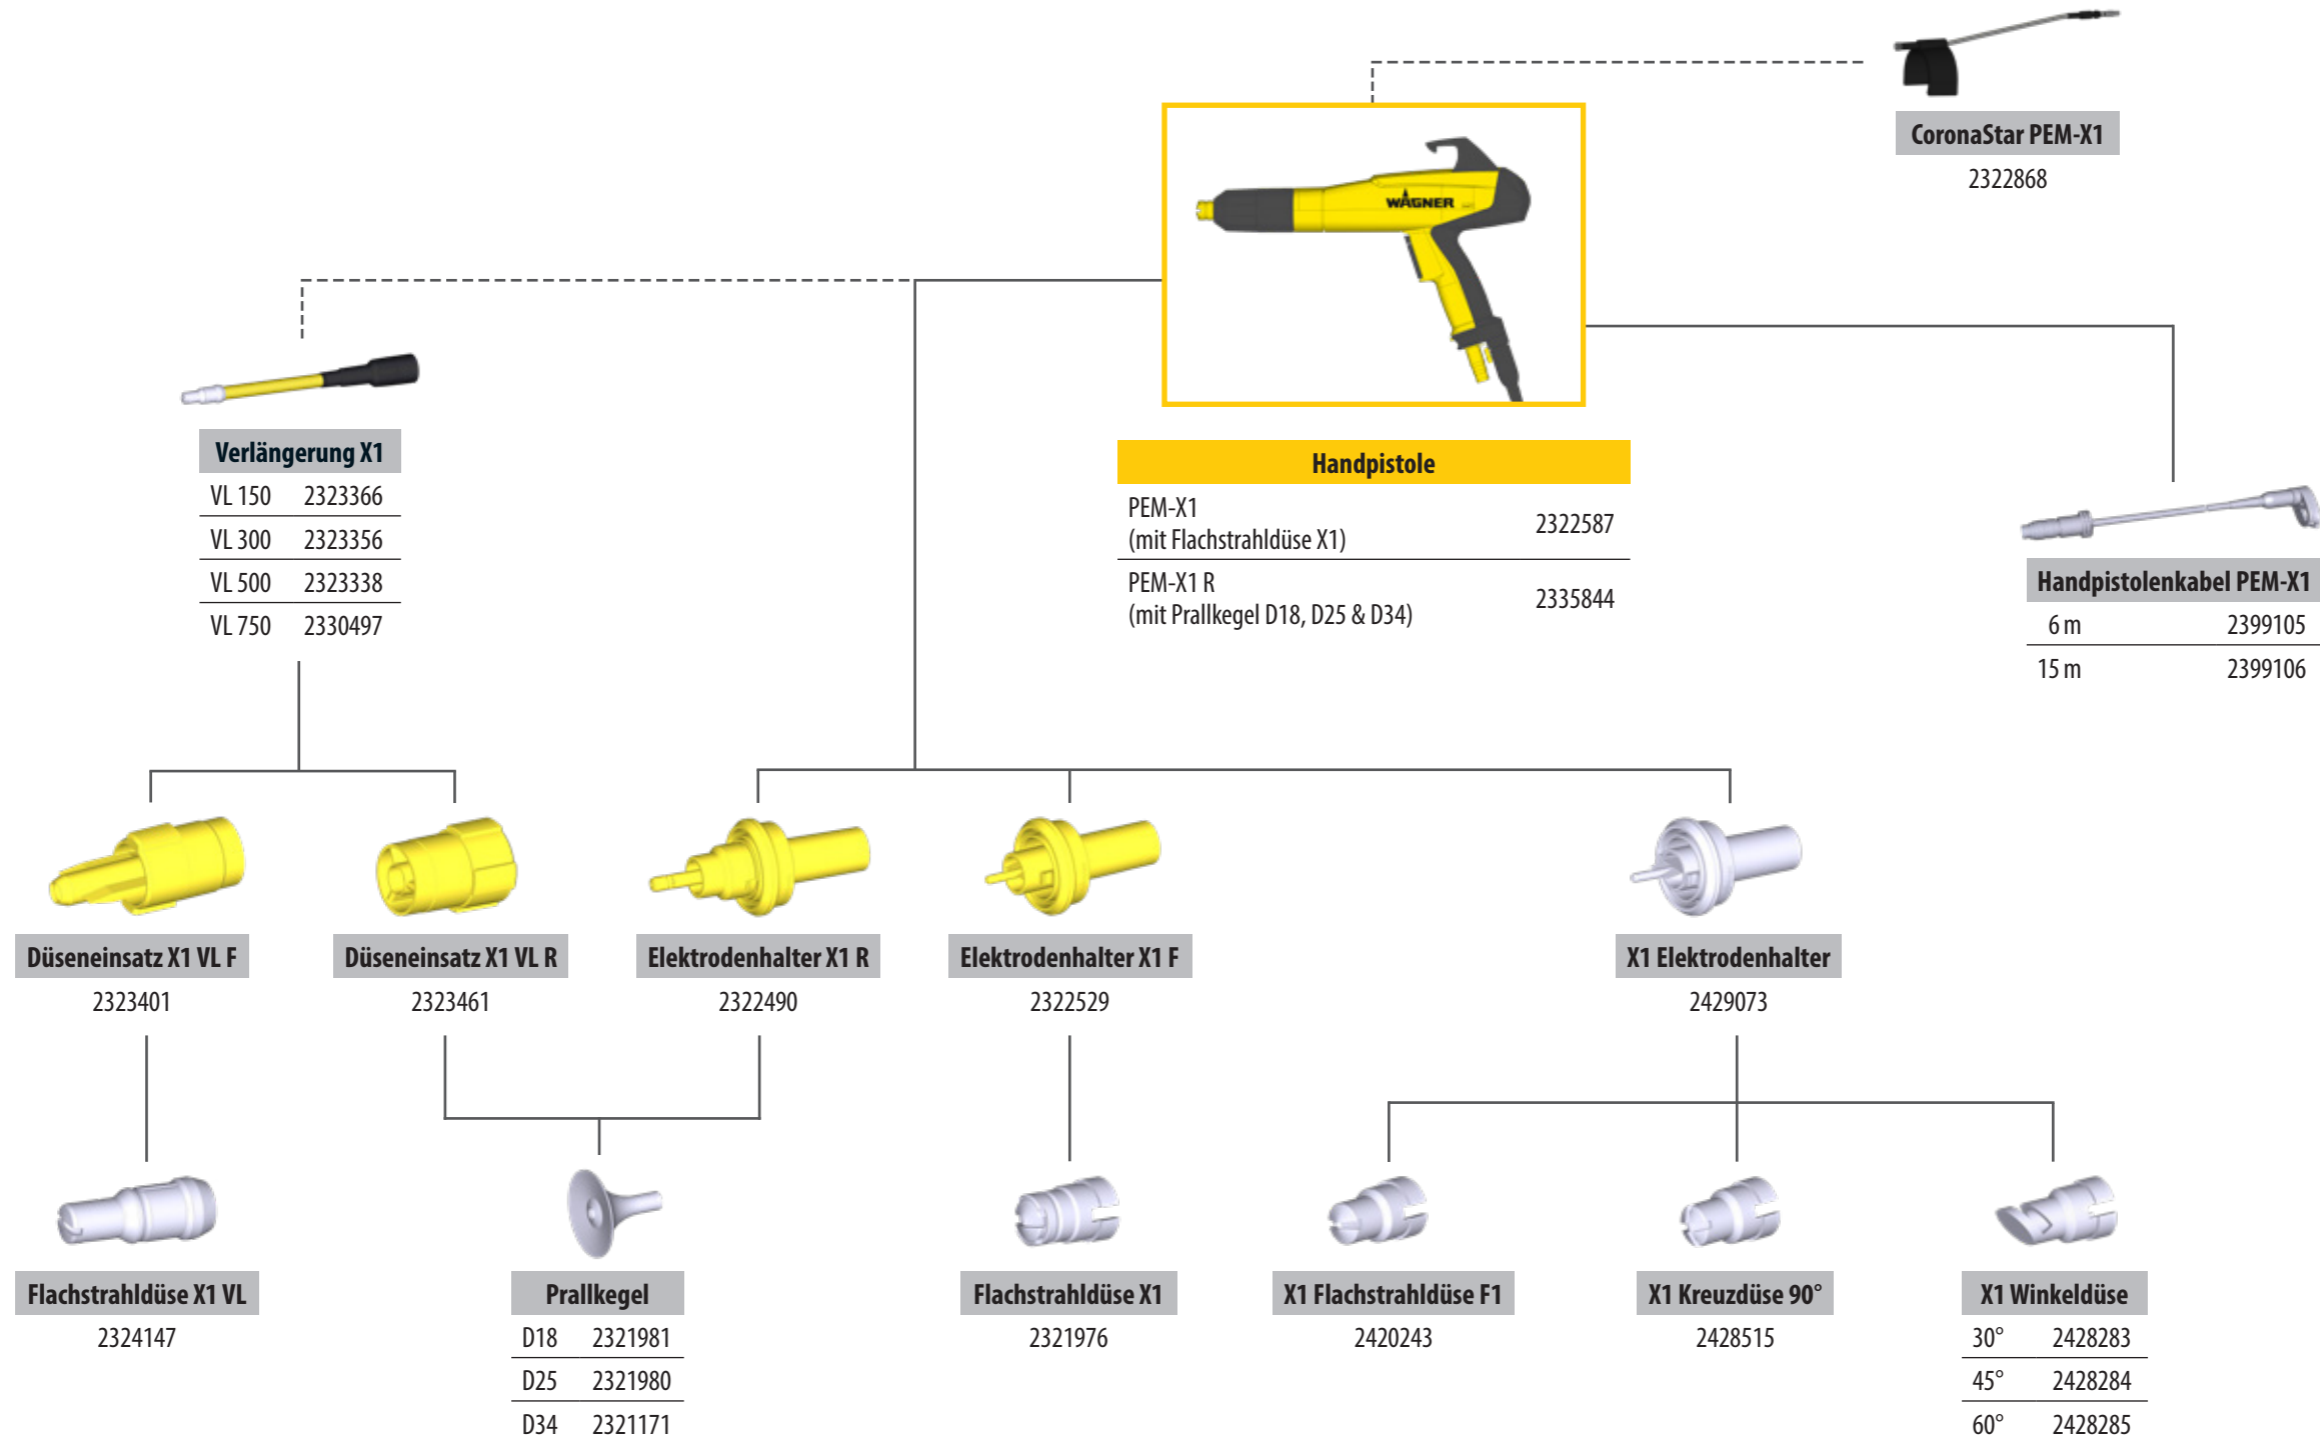 CoronaStar PEM-X1
2322868
WAGNER
Verlängerung X1
VL 150 2323366
VL 300 2323356
VL 500 2323338
VL 750 2330497
Handpistole
PEM-X1
(mit Flachstrahldüse X1) 2322587
PEM-X1 R
(mit Prallkegel D18, D25 & D34) 2335844
Handpistolenkabel PEM-X1
6 m 2399105
15 m 2399106
Düseneinsatz X1 VL F
2323401
Düseneinsatz X1 VL R
2323461
Elektrodenhalter X1 R
2322490
Elektrodenhalter X1 F
2322529
X1 Elektrodenhalter
2429073
Flachstrahldüse X1 VL
2324147
Prallkegel
D18 2321981
D25 2321980
D34 2321171
Flachstrahldüse X1
2321976
X1 Flachstrahldüse F1
2420243
X1 Kreuzdüse 90°
2428515
X1 Winkeldüse
30° 2428283
45° 2428284
60° 2428285